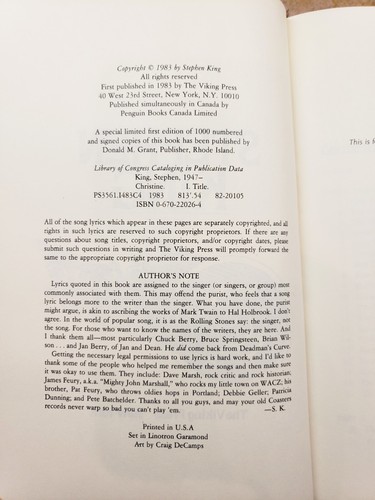 Copyright © 1983 by Stephen King
All rights reserved
First published in 1983 by The Viking Press
40 West 23rd Street, New York, N.Y. 10010
Published simultaneously in Canada by
Penguin Books Canada Limited
A special limited first edition of 1000 numbered
and signed copies of this book has been published by
Donald M. Grant, Publisher, Rhode Island.
Library of Congress Cataloging in Publication Data
King, Stephen, 1947–
Christine.
I. Title.
PS3561.I483C4 1983 813'.54 82-20105
ISBN 0-670-22026-4
All of the song lyrics which appear in these pages are separately copyrighted, and all
rights in such lyrics are reserved to such copyright proprietors. If there are any
questions about song titles, copyright proprietors, and/or copyright dates, please
submit such questions in writing and The Viking Press will promptly forward the
same to the appropriate copyright proprietor for response.
AUTHOR'S NOTE
Lyrics quoted in this book are assigned to the singer (or singers, or group) most
commonly associated with them. This may offend the purist, who feels that a song
lyric belongs more to the writer than the singer. What you have done, the purist
might argue, is akin to ascribing the works of Mark Twain to Hal Holbrook. I don't
agree. In the world of popular song, it is as the Rolling Stones say: the singer, not
the song. For those who want to know the names of the writers, they are here. And
I thank them all—most particularly Chuck Berry, Bruce Springsteen, Brian Wil-
son . . . and Jan Berry, of Jan and Dean. He did come back from Deadman's Curve.
Getting the necessary legal permissions to use lyrics is hard work, and I'd like to
thank some of the people who helped me remember the songs and then make sure
it was okay to use them. They include: Dave Marsh, rock critic and rock historian;
James Feury, a.k.a. "Mighty John Marshall," who rocks my little town on WACZ; his
brother, Pat Feury, who throws oldies hops in Portland; Debbie Geller; Patricia
Dunning; and Pete Batchelder. Thanks to all you guys, and may your old Coasters
records never warp so bad you can't play 'em.
—S. K.
Printed in U.S.A
Set in Linotron Garamond
Art by Craig DeCamps
This is